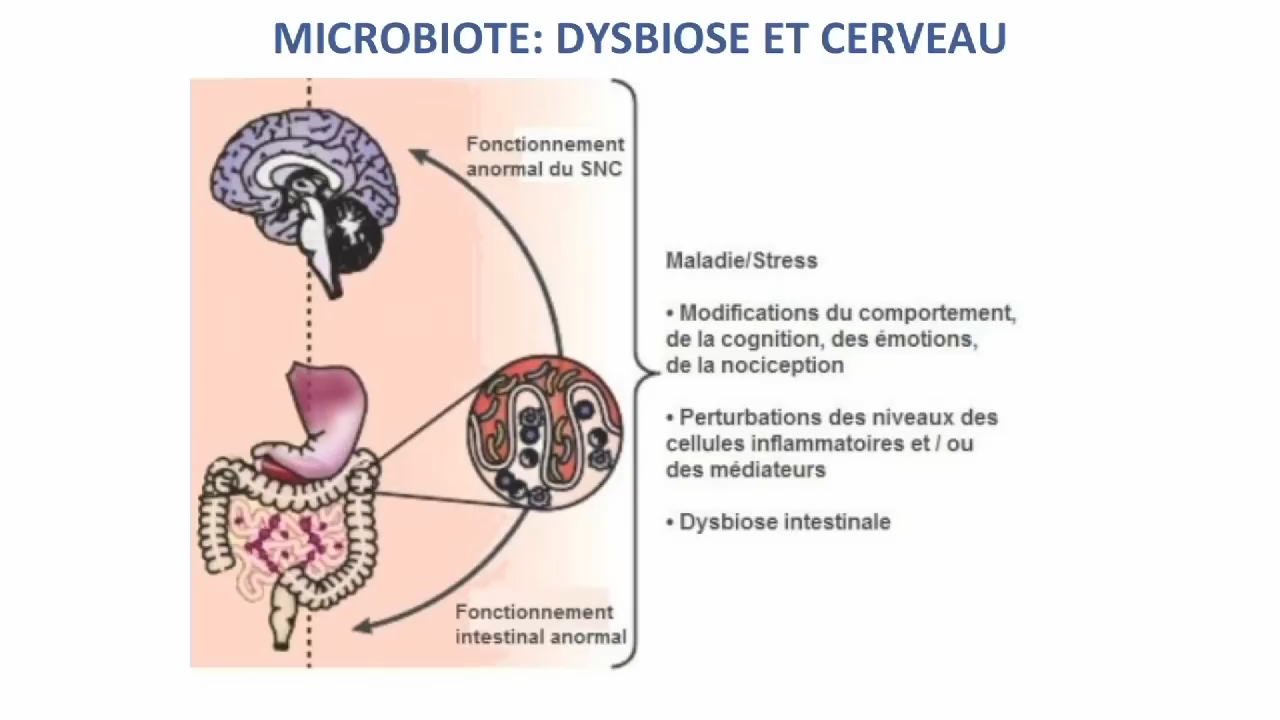 MICROBIOTE: DYSBIOSE ET CERVEAU
Fonctionnement
anormal du SNC
Maladie/Stress
• Modifications du comportement,
de la cognition, des émotions,
de la nociception
• Perturbations des niveaux des
cellules inflammatoires et / ou
des médiateurs
• Dysbiose intestinale
Fonctionnement
intestinal anormal